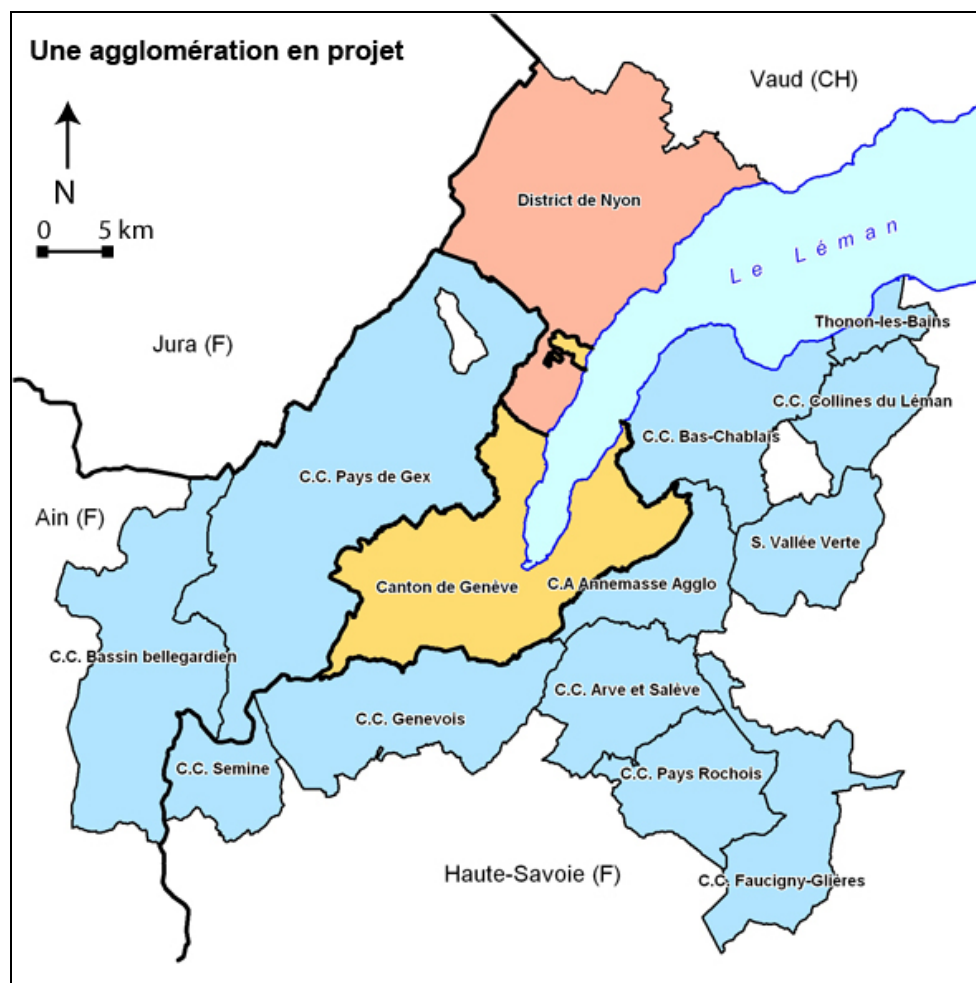 Une agglomération en projet
Vaud (CH)
N
0 5 km
District de Nyon
Le Léman
Thonon-les-Bains
Jura (F)
C.C. Collines du Léman
C.C. Bas-Chablais
C.C. Pays de Gex
Ain (F)
S. Vallée Verte
Canton de Genève
C.A Annemasse Agglo
C.C. Bassin bellegardien
C.C. Arve et Salève
C.C. Genevois
C.C. Semine
C.C. Pays Rochois
Haute-Savoie (F)
C.C. Faucigny-Glières